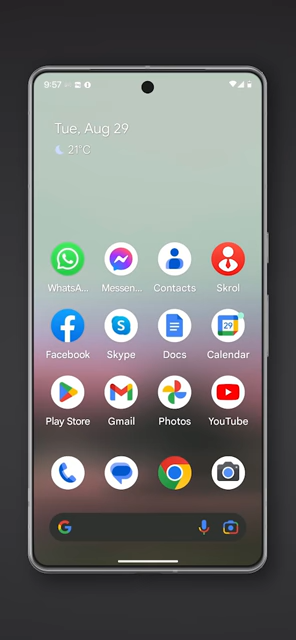 9:57
Tue, Aug 29
21°C
WhatsA... Messen... Contacts Skrol
29
Facebook Skype Docs Calendar
Play Store Gmail Photos YouTube